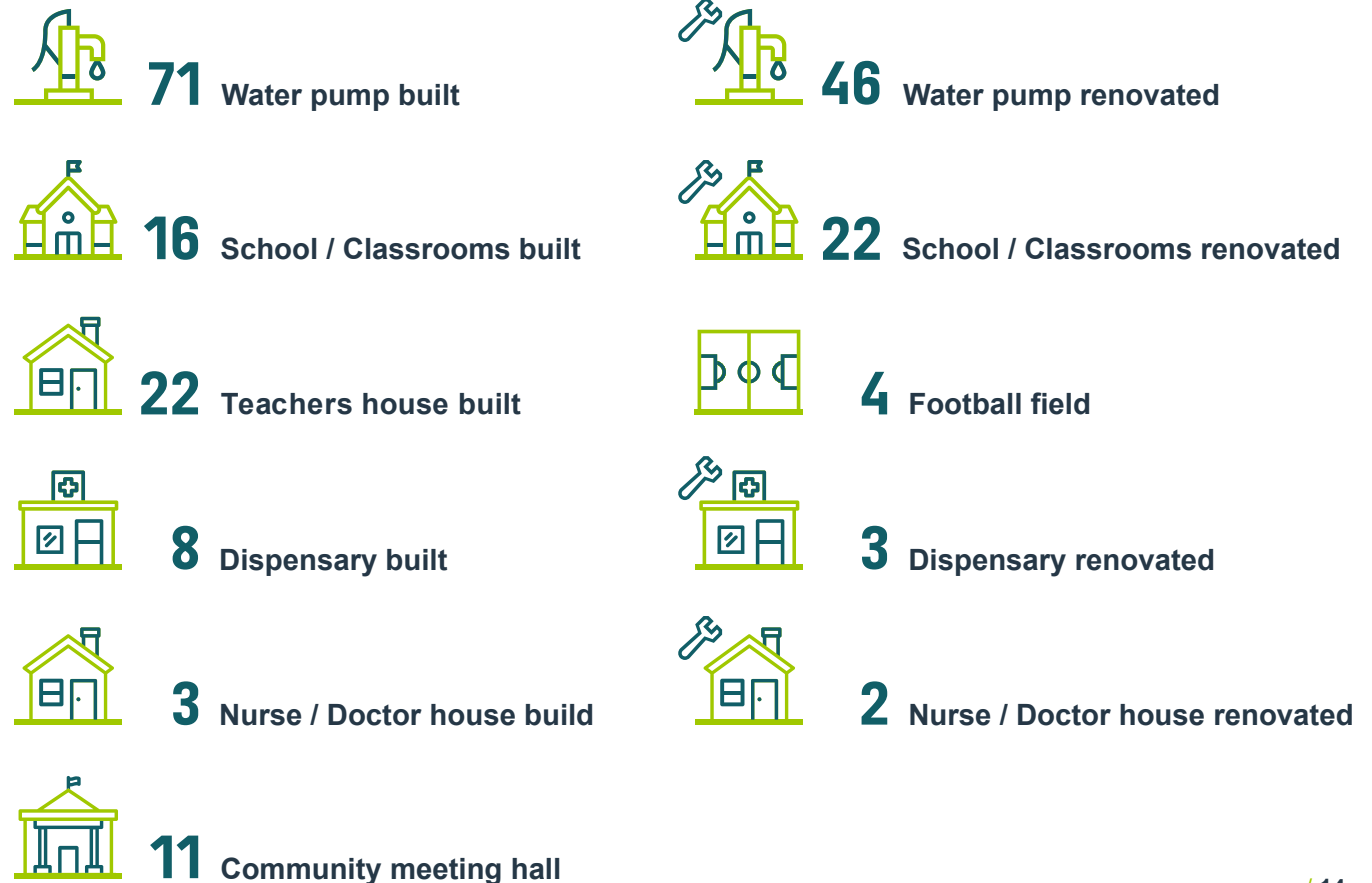 71 Water pump built
46 Water pump renovated
16 School / Classrooms built
22 School / Classrooms renovated
22 Teachers house built
4 Football field
8 Dispensary built
3 Dispensary renovated
3 Nurse / Doctor house build
2 Nurse / Doctor house renovated
11 Community meeting hall